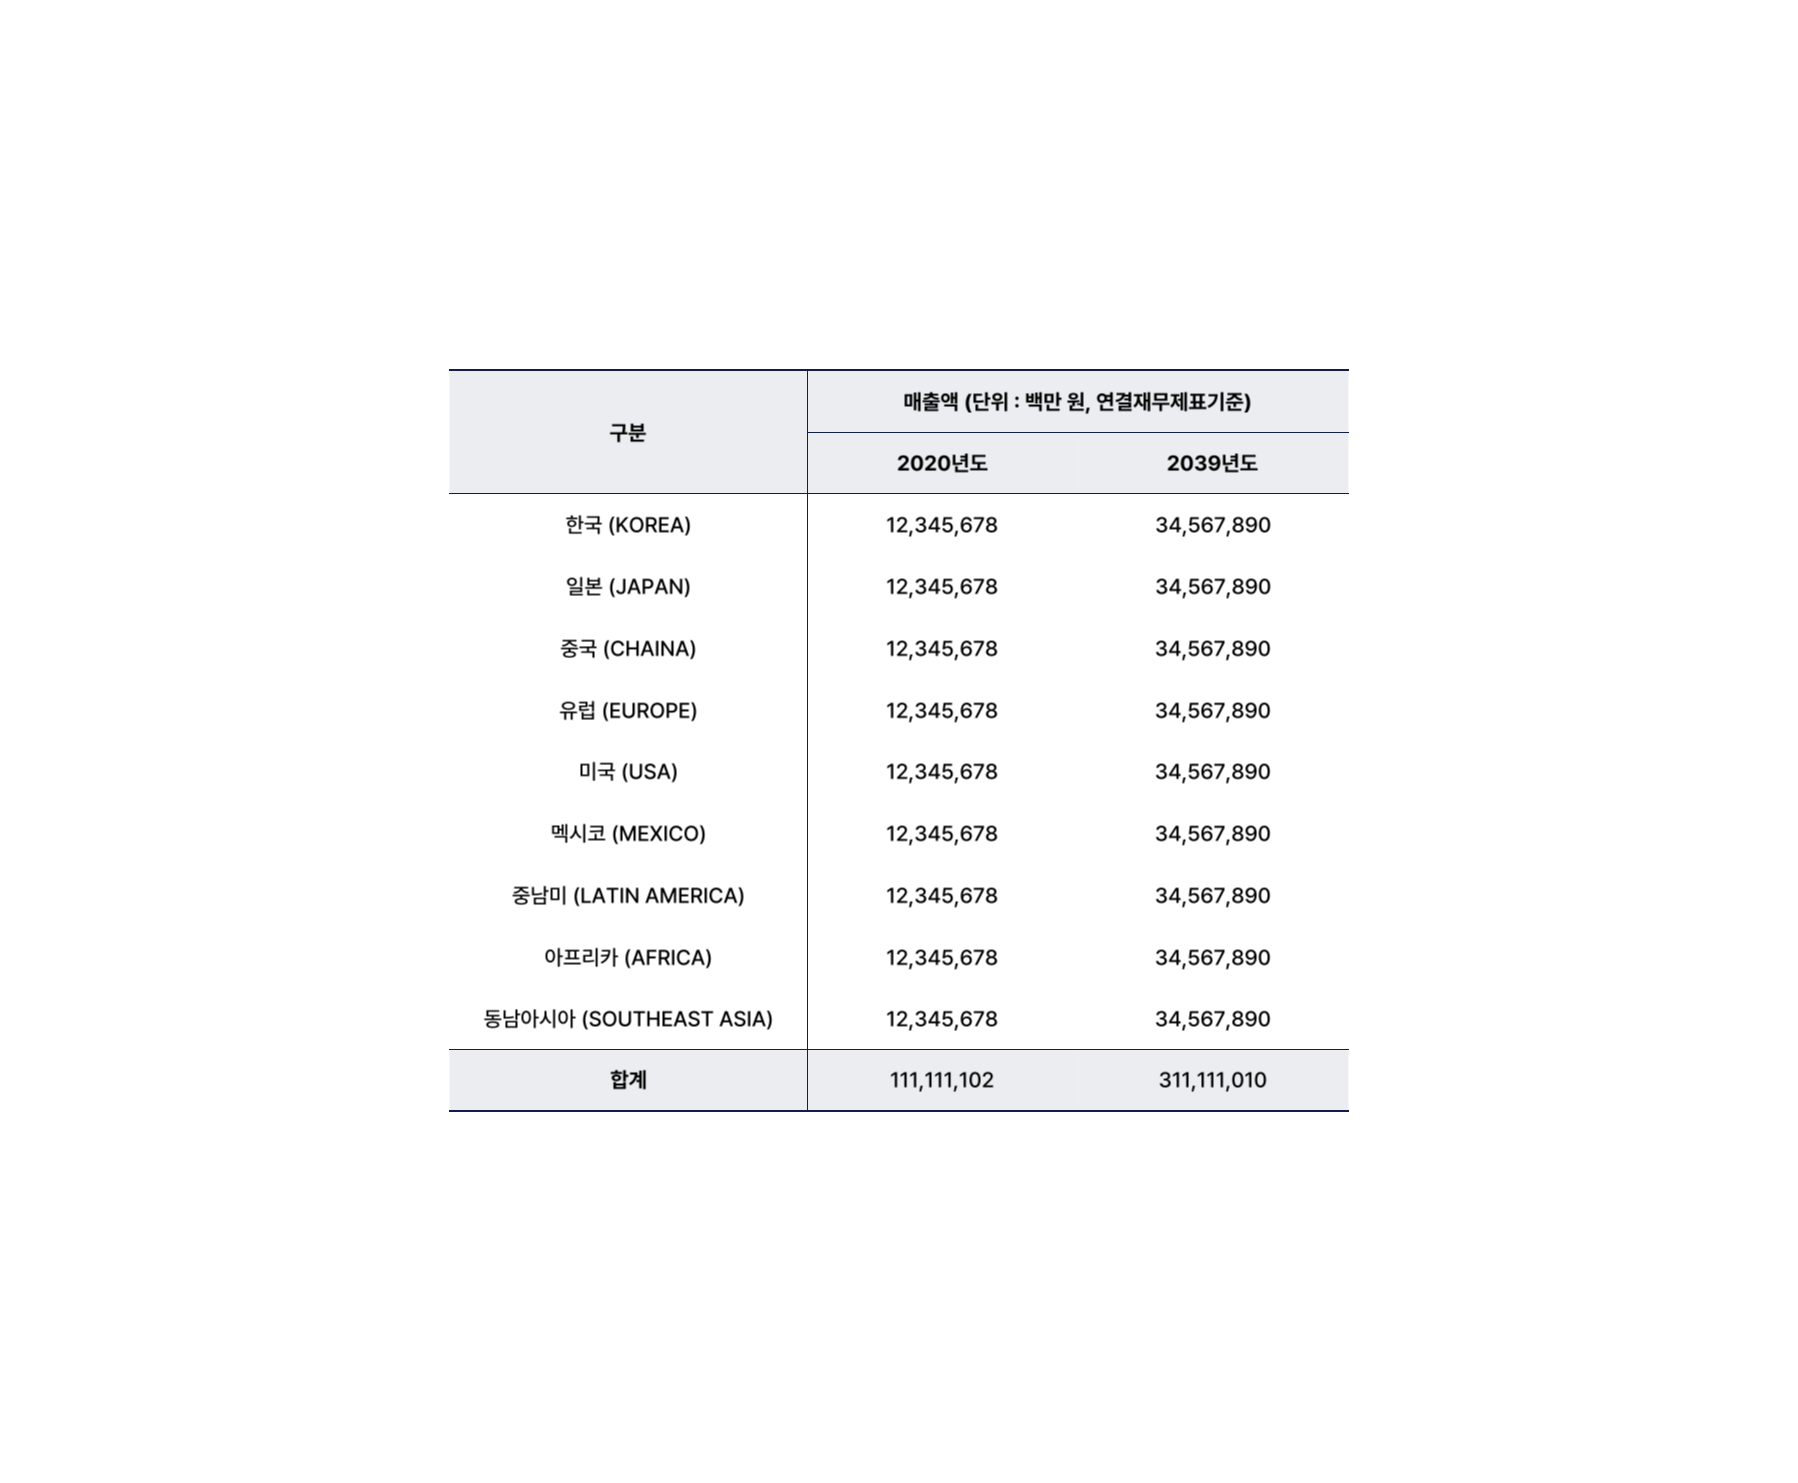 구분
매출액 (단위 : 백만 원, 연결재무제표기준)
2020년도 2039년도
한국 (KOREA) 12,345,678 34,567,890
일본 (JAPAN) 12,345,678 34,567,890
중국 (CHAINA) 12,345,678 34,567,890
유럽 (EUROPE) 12,345,678 34,567,890
미국 (USA) 12,345,678 34,567,890
멕시코 (MEXICO) 12,345,678 34,567,890
중남미 (LATIN AMERICA) 12,345,678 34,567,890
아프리카 (AFRICA) 12,345,678 34,567,890
동남아시아 (SOUTHEAST ASIA) 12,345,678 34,567,890
합계 111,111,102 311,111,010